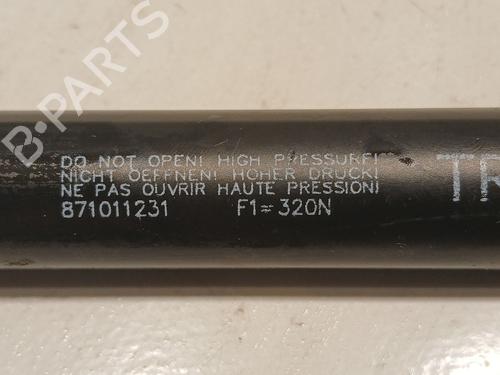 B-PARTS
DO NOT OPEN! HIGH PRESSURE!
NICHT OEFFNEN! HOHER DRUCK!
NE PAS OUVRIR HAUTE PRESSION!
871011231 F1=320N